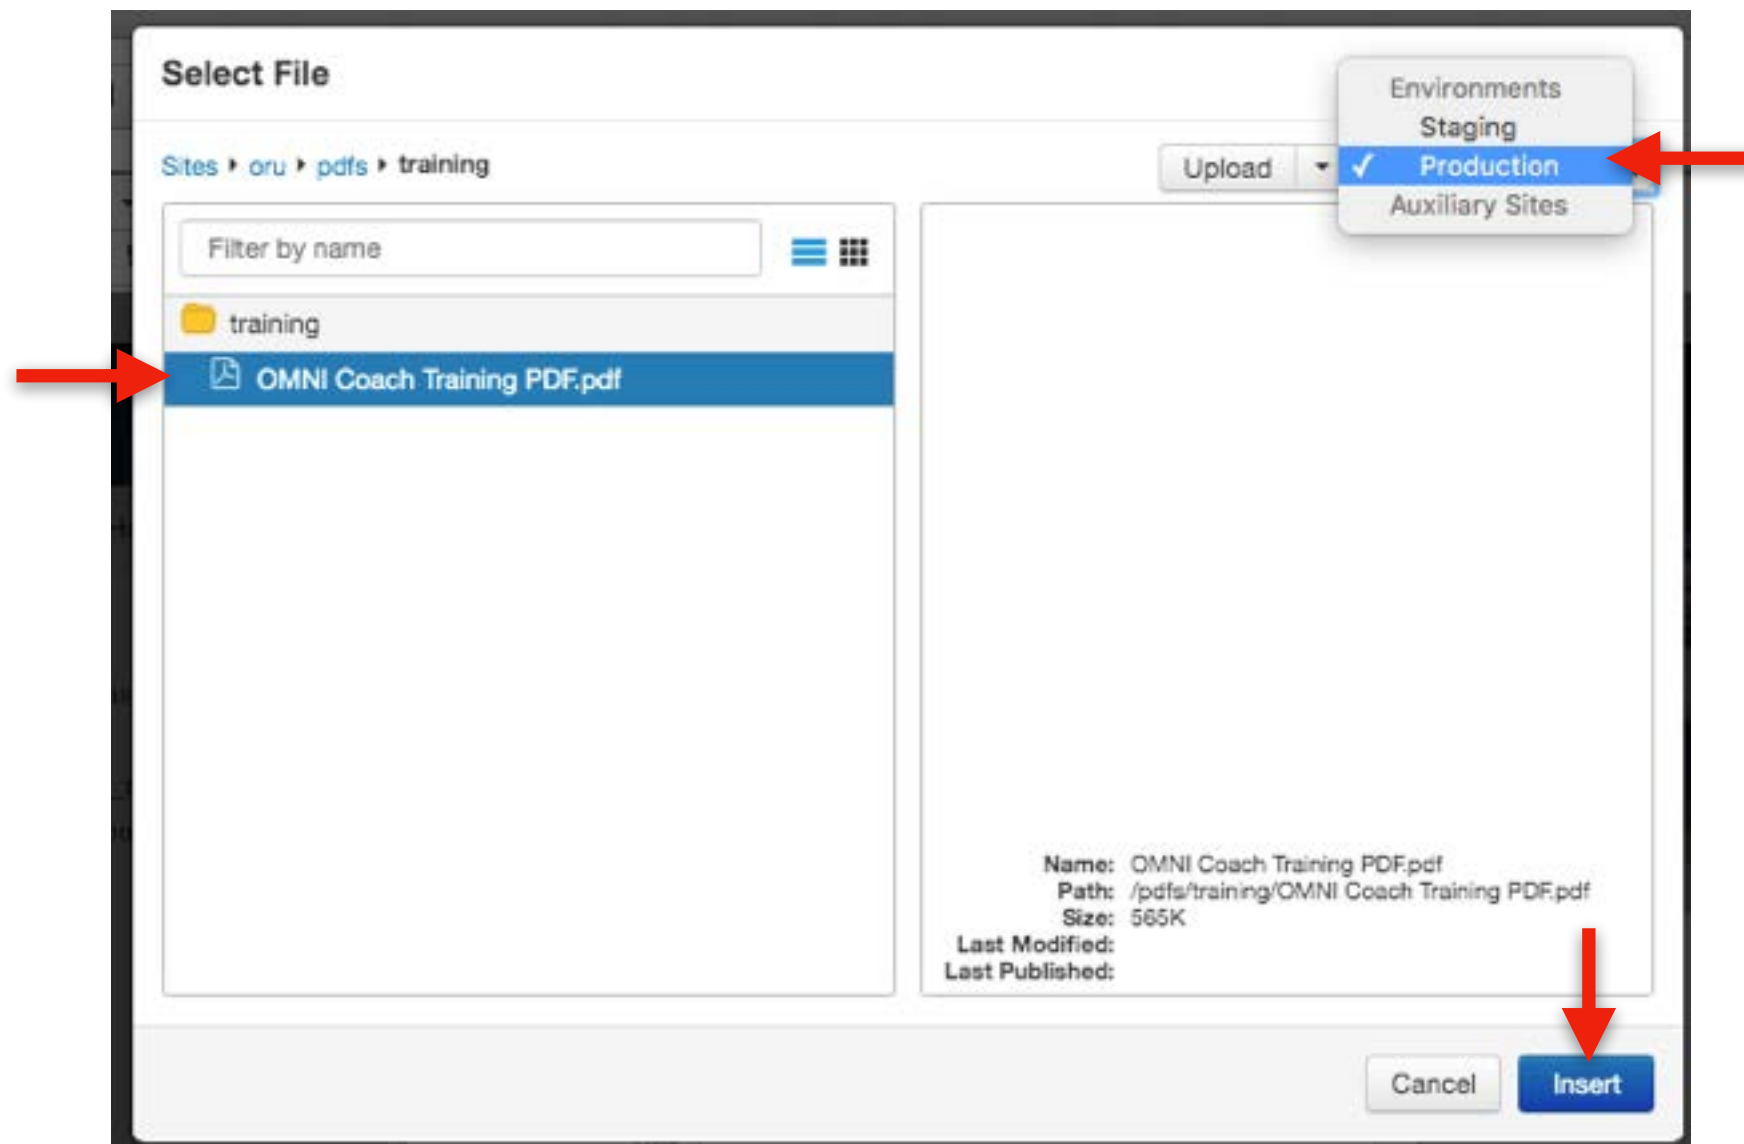 Select File
Environments
Staging
✓ Production
Auxiliary Sites
Sites ▸ oru ▸ pdfs ▸ training
Upload
Filter by name
training
OMNI Coach Training PDF.pdf
Name: OMNI Coach Training PDF.pdf
Path: /pdfs/training/OMNI Coach Training PDF.pdf
Size: 565K
Last Modified:
Last Published:
Cancel
Insert